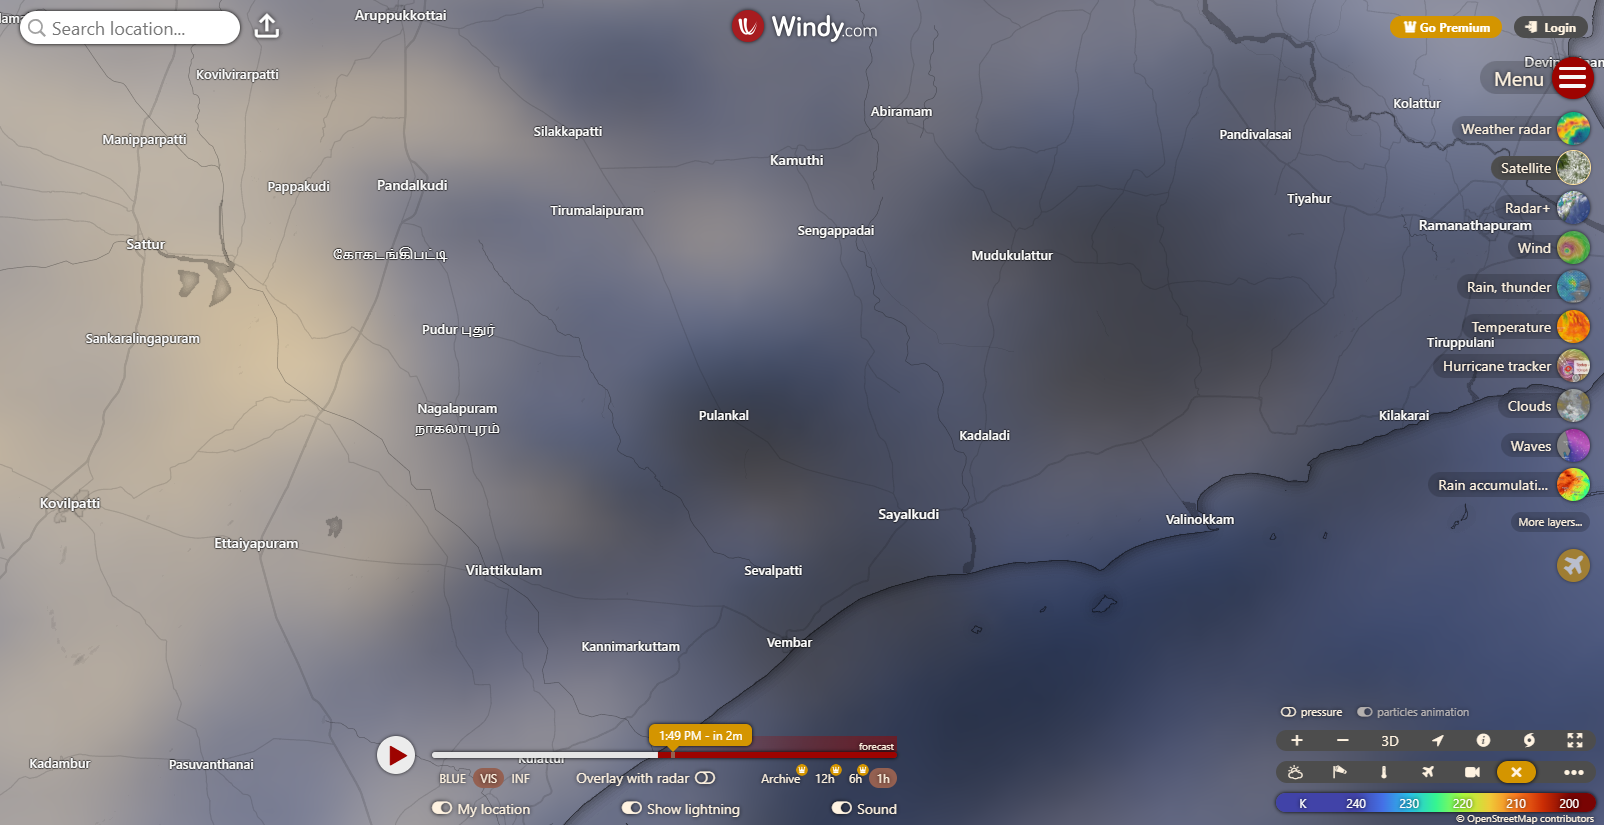 Search location...
Windy.com
Go Premium
Login
Menu
Weather radar
Satellite
Radar+
Wind
Rain, thunder
Temperature
Hurricane tracker
Clouds
Waves
Rain accumulati...
More layers...
Aruppukkottai
Kovilvirarpatti
Manipparpatti
Silakkapatti
Abiramam
Kolattur
Pandivalasai
Kamuthi
Pappakudi
Pandalkudi
Tirumalaipuram
Tiyahur
Sengappadai
Ramanathapuram
Sattur
கோகடங்கிபட்டி
Mudukulattur
Pudur புதுர்
Sankaralingapuram
Tiruppulani
Nagalapuram
நாகலாபுரம்
Pulankal
Kadaladi
Kilakarai
Kovilpatti
Sayalkudi
Valinokkam
Ettaiyapuram
Vilattikulam
Sevalpatti
Kannimarkuttam
Vembar
Kadambur
Pasuvanthanai
Kulattur
1:49 PM - in 2m
forecast
BLUE VIS INF
Overlay with radar
Archive 12h 6h 1h
My location
Show lightning
Sound
pressure
particles animation
3D
K 240 230 220 210 200
© OpenStreetMap contributors